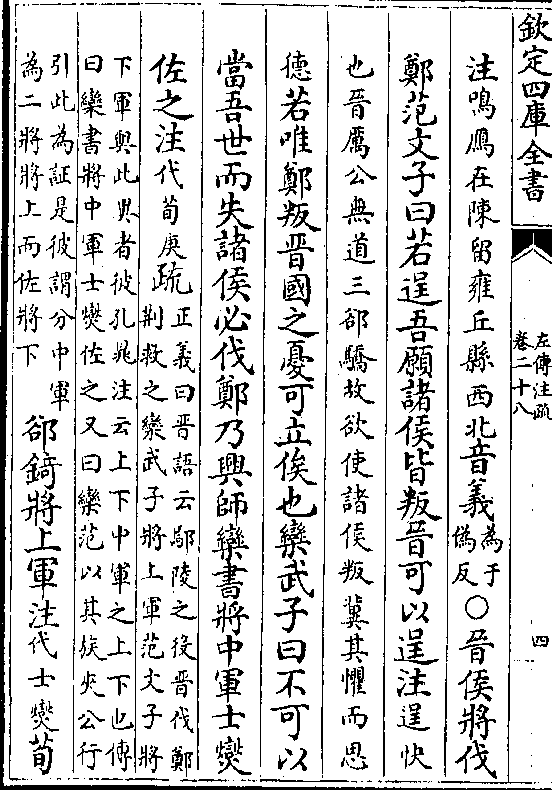 欽定四庫全書
左傳注疏
卷二十八
四
注鳴鴈在陳留雍丘縣西北音義為于
偽反○晉侯將伐
鄭范文子曰若逞吾願諸侯皆叛晉可以逞注逞快
也晉厲公無道三郤驕故欲使諸侯叛冀其懼而思
德若唯鄭叛晉國之憂可立俟也欒武子曰不可以
當吾世而失諸侯必伐鄭乃興師欒書將中軍士燮
佐之注代荀庚疏正義曰晉語云鄢陵之役晉伐鄭
荆救之欒武子將上軍范文子將
下軍與此異者彼孔晁注云上下中軍之上下也傳
曰欒書將中軍士燮佐之又曰欒范以其族夾公行
引此為証是彼謂分中軍
為二將將上而佐將下
郤錡將上軍注代士燮荀